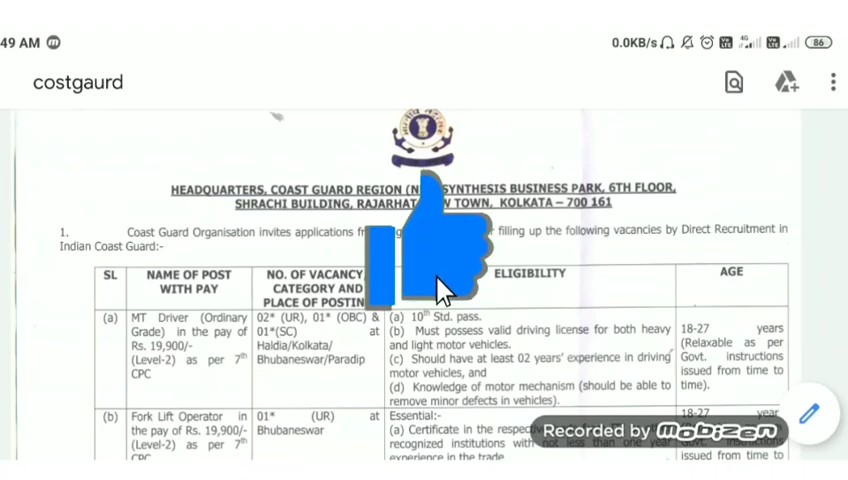 49 AM
0.0KB/s 4G 86
costgaurd
HEADQUARTERS, COAST GUARD REGION SYNTHESIS BUSINESS PARK, 6TH FLOOR,
SHRACHI BUILDING, RAJARHAT TOWN, KOLKATA – 700 161
1. Coast Guard Organisation invites applications filling up the following vacancies by Direct Recruitment in
Indian Coast Guard:-
SL
NAME OF POST
WITH PAY
NO. OF VACANCY,
CATEGORY AND
PLACE OF POSTIN
ELIGIBILITY
AGE
(a)
MT Driver (Ordinary
Grade) in the pay of
Rs. 19,900/-
(Level-2) as per 7th
CPC
02* (UR), 01* (OBC) &
01*(SC) at
Haldia/Kolkata/
Bhubaneswar/Paradip
(a) 10th Std. pass.
(b) Must possess valid driving license for both heavy
and light motor vehicles.
(c) Should have at least 02 years' experience in driving
motor vehicles, and
(d) Knowledge of motor mechanism (should be able to
remove minor defects in vehicles).
18-27 years
(Relaxable as per
Govt. instructions
issued from time to
time).
(b)
Fork Lift Operator in
the pay of Rs. 19,900/-
(Level-2) as per 7th
CPC
01* (UR) at
Bhubaneswar
Essential:-
(a) Certificate in the
recognized institutions with not less than one year
experience in the trade
18-27 year
Govt. Instructions
issued from time to
Recorded by Mobizen